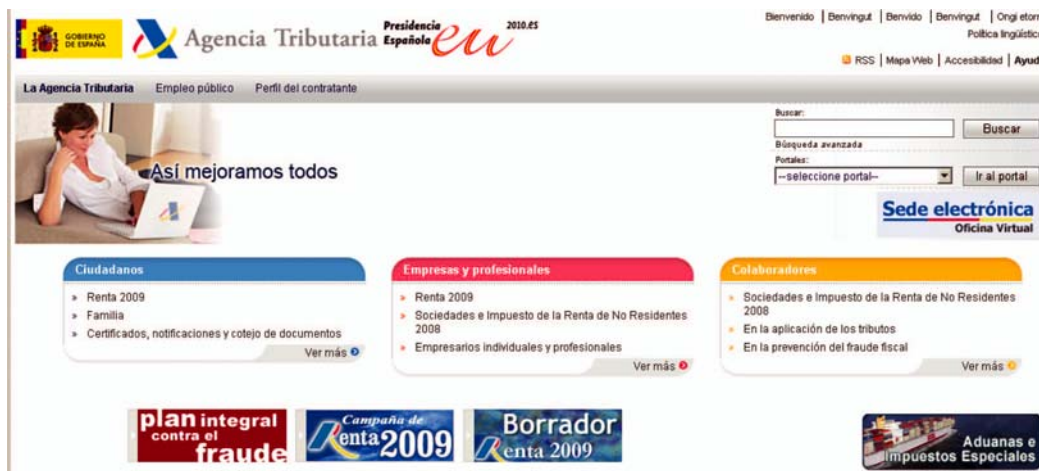 Bienvenido | Benvingut | Benvido | Benvingut | Ongi etorr
Política lingüístic
RSS | Mapa Web | Accesibilidad | Ayud
GOBIERNO
DE ESPAÑA
Agencia Tributaria
Presidencia
Española
eu
2010.es
La Agencia Tributaria Empleo público Perfil del contratante
Así mejoramos todos
Buscar:
Buscar
Búsqueda avanzada
Portales:
--seleccione portal-- Ir al portal
Sede electrónica
Oficina Virtual
Ciudadanos
» Renta 2009
» Familia
» Certificados, notificaciones y cotejo de documentos
Ver más
Empresas y profesionales
» Renta 2009
» Sociedades e Impuesto de la Renta de No Residentes
2008
» Empresarios individuales y profesionales
Ver más
Colaboradores
» Sociedades e Impuesto de la Renta de No Residentes
2008
» En la aplicación de los tributos
» En la prevención del fraude fiscal
Ver más
plan integral
contra el
fraude
Campaña de
Renta 2009
Borrador
Renta 2009
Aduanas e
Impuestos Especiales